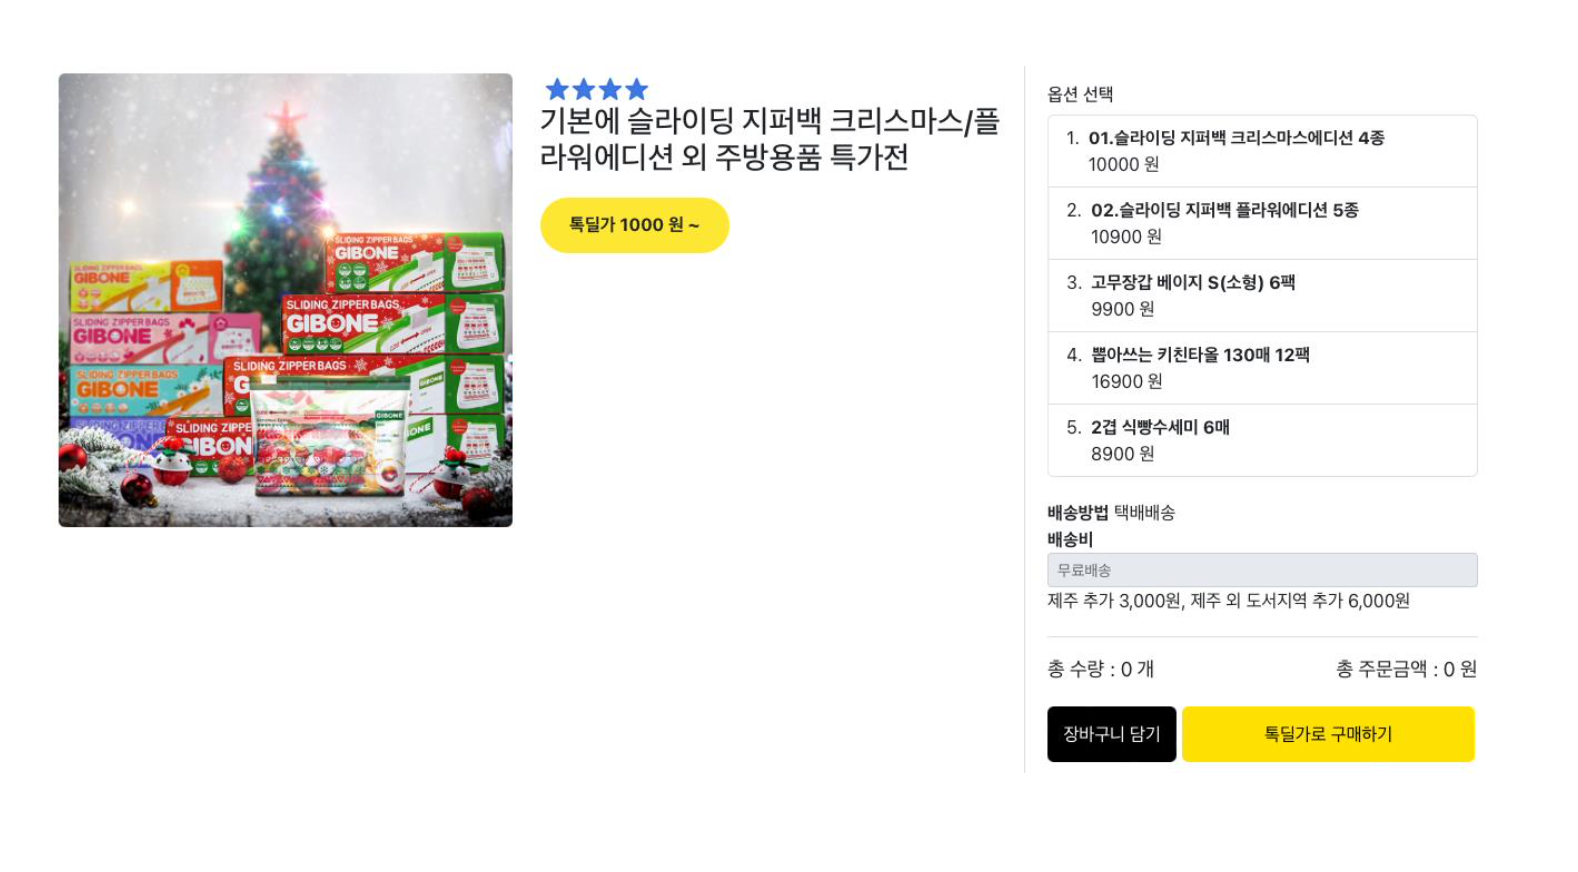 SLIDING ZIPPER BAGS
GIBONE
GIBONE
SLIDING ZIPPER BAGS
GIBONE
SLIDING ZIPPER BAGS
GIBONE
SLIDING ZIPPER BAGS
GIBONE
SLIDING ZIPPER BAGS
GIBONE
GIBONE
GIBONE
기본에 슬라이딩 지퍼백 크리스마스/플
라워에디션 외 주방용품 특가전
톡딜가 1000 원 ~
옵션 선택
1. 01.슬라이딩 지퍼백 크리스마스에디션 4종
10000 원
2. 02.슬라이딩 지퍼백 플라워에디션 5종
10900 원
3. 고무장갑 베이지 S(소형) 6팩
9900 원
4. 뽑아쓰는 키친타올 130매 12팩
16900 원
5. 2겹 식빵수세미 6매
8900 원
배송방법 택배배송
배송비
무료배송
제주 추가 3,000원, 제주 외 도서지역 추가 6,000원
총 수량 : 0 개
총 주문금액 : 0 원
장바구니 담기
톡딜가로 구매하기